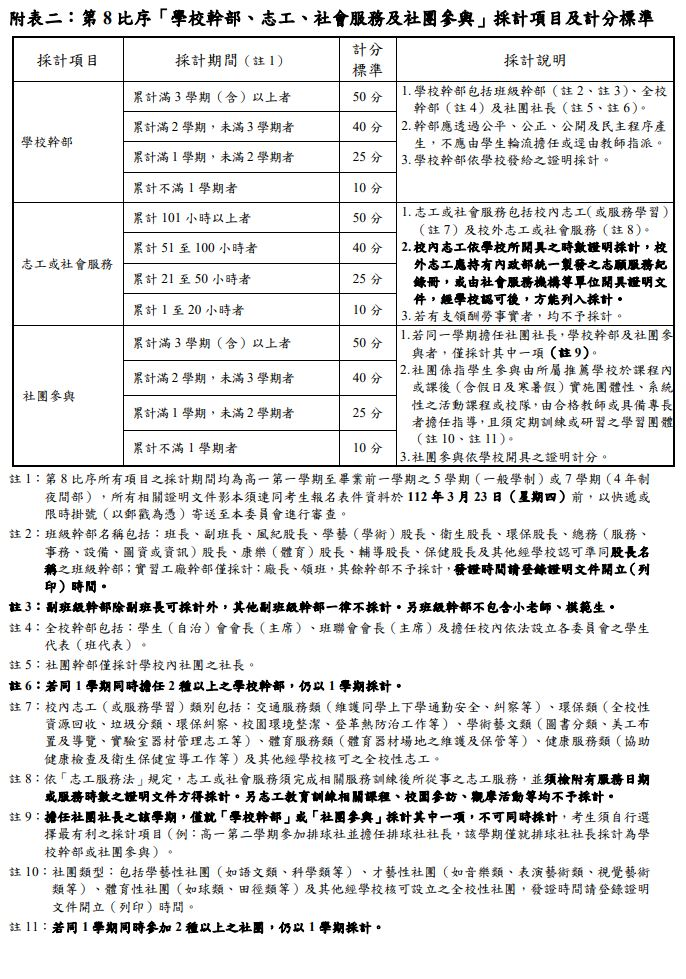 附表二：第 8 比序「學校幹部、志工、社會服務及社團參與」採計項目及計分標準
採計項目
採計期間（註 1）
計分
標準
採計說明
學校幹部
累計滿 3 學期（含）以上者
50 分
累計滿 2 學期，未滿 3 學期者
40 分
累計滿 1 學期，未滿 2 學期者
25 分
累計不滿 1 學期者
10 分
1.學校幹部包括班級幹部（註 2、註 3）、全校
幹部（註 4）及社團社長（註 5、註 6）。
2.幹部應透過公平、公正、公開及民主程序產
生，不應由學生輪流擔任或逕由教師指派。
3.學校幹部依學校發給之證明採計。
志工或社會服務
累計 101 小時以上者
50 分
累計 51 至 100 小時者
40 分
累計 21 至 50 小時者
25 分
累計 1 至 20 小時者
10 分
1.志工或社會服務包括校內志工（或服務學習）
（註 7）及校外志工或社會服務（註 8）。
2.校內志工依學校所開具之時數證明採計，校
外志工應持有內政部統一製發之志願服務紀
錄冊，或由社會服務機構等單位開具證明文
件，經學校認可後，方能列入採計。
3.若有支領酬勞事實者，均不予採計。
社團參與
累計滿 3 學期（含）以上者
50 分
累計滿 2 學期，未滿 3 學期者
40 分
累計滿 1 學期，未滿 2 學期者
25 分
累計不滿 1 學期者
10 分
1.若同一學期擔任社團社長，學校幹部及社團參
與者，僅採計其中一項（註 9）。
2.社團係指學生參與由所屬推薦學校於課程內
或課後（含假日及寒暑假）實施團體性、系統
性之活動課程或校隊，由合格教師或具備專長
者擔任指導，且須定期訓練或研習之學習團體
（註 10、註 11）。
3.社團參與依學校開具之證明計分。
註 1：第 8 比序所有項目之採計期間均為高一第一學期至畢業前一學期之 5 學期（一般學制）或 7 學期（4 年制
夜間部），所有相關證明文件影本須連同考生報名表件資料於 112 年 3 月 23 日（星期四）前，以快遞或
限時掛號（以郵戳為憑）寄送至本委員會進行審查。
註 2：班級幹部名稱包括：班長、副班長、風紀股長、學藝（學術）股長、衛生股長、環保股長、總務（服務、
事務、設備、圖資或資訊）股長、康樂（體育）股長、輔導股長、保健股長及其他經學校認可準同股長名
稱之班級幹部；實習工廠幹部僅採計：廠長、領班，其餘幹部不予採計，發證時間請登錄證明文件開立（列
印）時間。
註 3：副班級幹部除副班長可採計外，其他副班級幹部一律不採計。另班級幹部不包含小老師、模範生。
註 4：全校幹部包括：學生（自治）會會長（主席）、班聯會會長（主席）及擔任校內依法設立各委員會之學生
代表（班代表）。
註 5：社團幹部僅採計學校內社團之社長。
註 6：若同 1 學期同時擔任 2 種以上之學校幹部，仍以 1 學期採計。
註 7：校內志工（或服務學習）類別包括：交通服務類（維護同學上下學通勤安全、糾察等）、環保類（全校性
資源回收、垃圾分類、環保糾察、校園環境整潔、登革熱防治工作等）、學術藝文類（圖書分類、美工布
置及導覽、實驗室器材管理志工等）、體育服務類（體育器材場地之維護及保管等）、健康服務類（協助
健康檢查及衛生保健宣導工作等）及其他經學校核可之全校性志工。
註 8：依「志工服務法」規定，志工或社會服務須完成相關服務訓練後所從事之志工服務，並須檢附有服務日期
或服務時數之證明文件方得採計。另志工教育訓練相關課程、校園參訪、觀摩活動等均不予採計。
註 9：擔任社團社長之該學期，僅就「學校幹部」或「社團參與」採計其中一項，不可同時採計，考生須自行選
擇最有利之採計項目（例：高一第二學期參加排球社並擔任排球社社長，該學期僅就排球社社長採計為學
校幹部或社團參與）。
註 10：社團類型：包括學藝性社團（如語文類、科學類等）、才藝性社團（如音樂類、表演藝術類、視覺藝術
類等）、體育性社團（如球類、田徑類等）及其他經學校核可設立之全校性社團，發證時間請登錄證明
文件開立（列印）時間。
註 11：若同 1 學期同時參加 2 種以上之社團，仍以 1 學期採計。